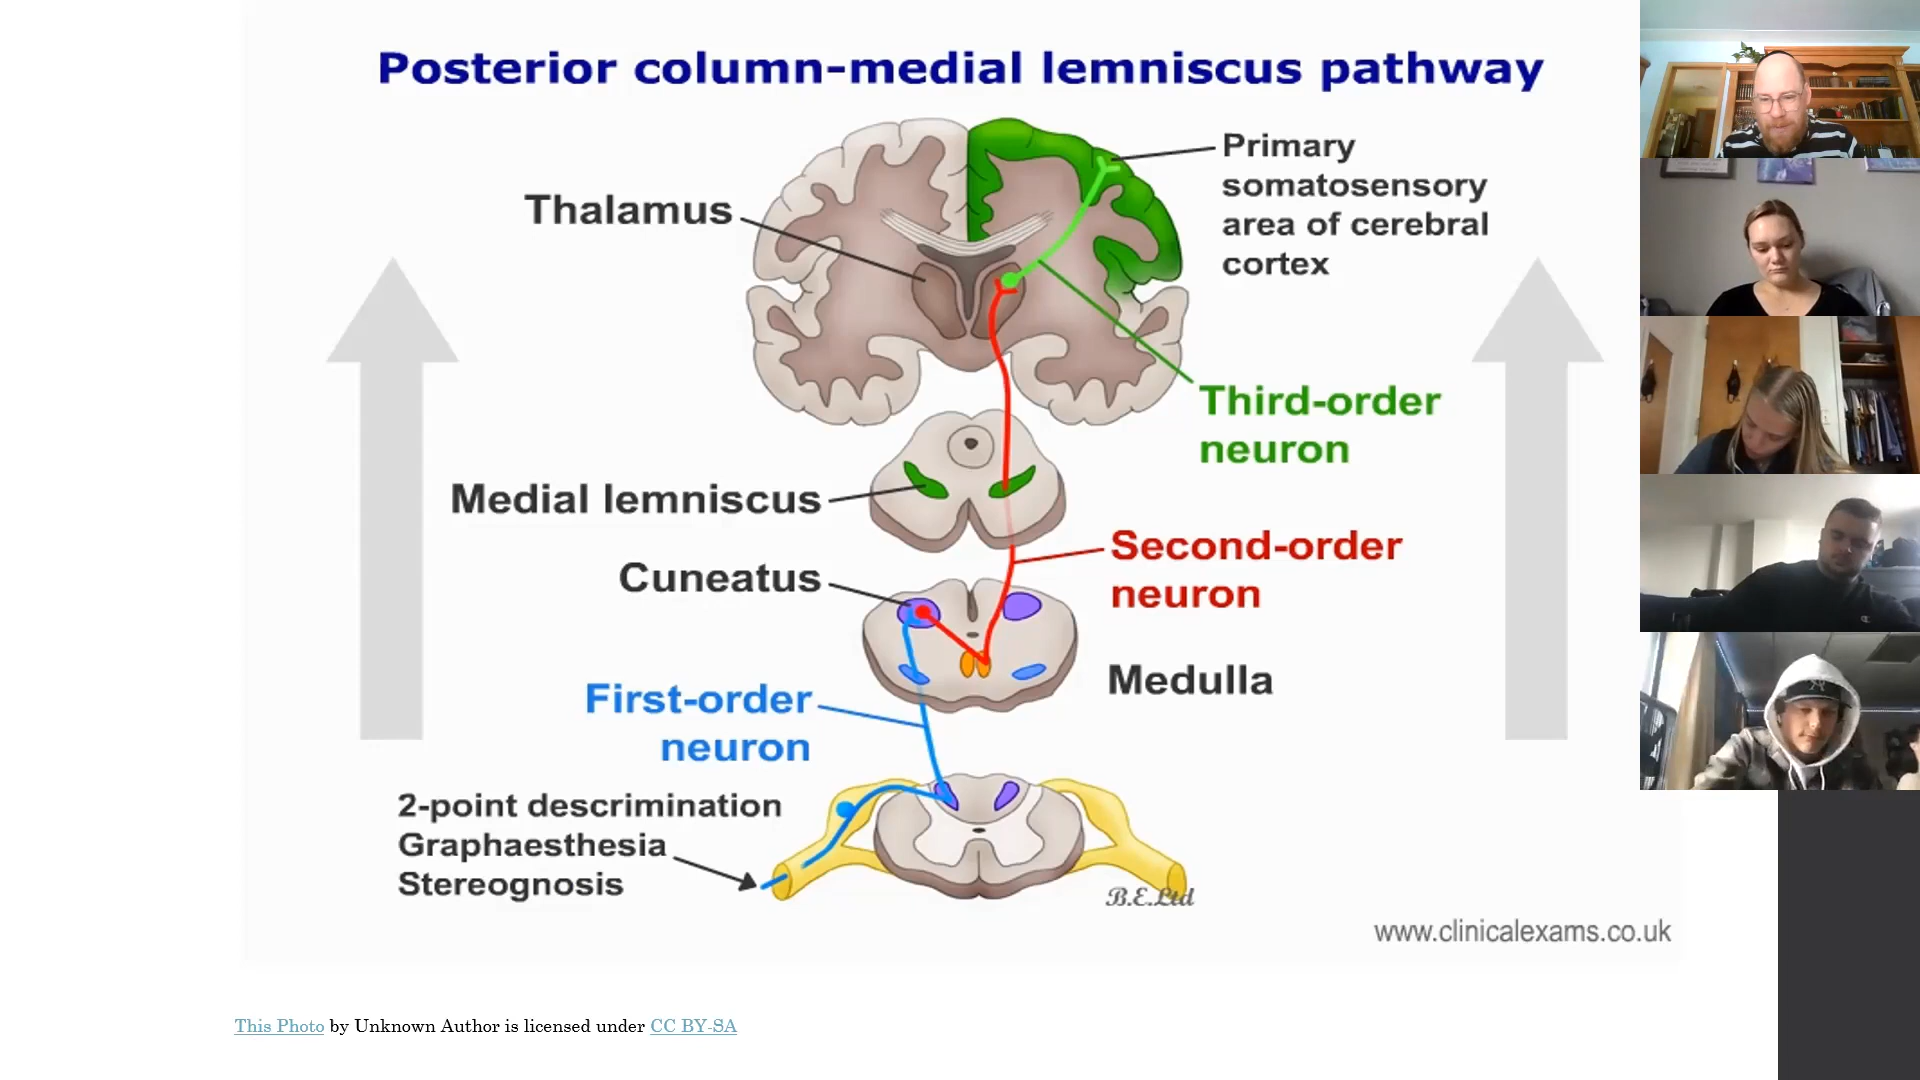 Posterior column-medial lemniscus pathway
Primary
somatosensory
area of cerebral
cortex
Thalamus
Third-order
neuron
Medial lemniscus
Second-order
neuron
Cuneatus
Medulla
First-order
neuron
2-point descrimination
Graphaesthesia
Stereognosis
B.E.Ltd
www.clinicalexams.co.uk
This Photo by Unknown Author is licensed under CC BY-SA